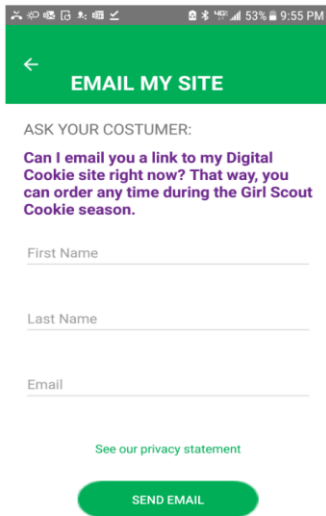 53% 9:55 PM
EMAIL MY SITE
ASK YOUR COSTUMER:
Can I email you a link to my Digital
Cookie site right now? That way, you
can order any time during the Girl Scout
Cookie season.
First Name
Last Name
Email
See our privacy statement
SEND EMAIL